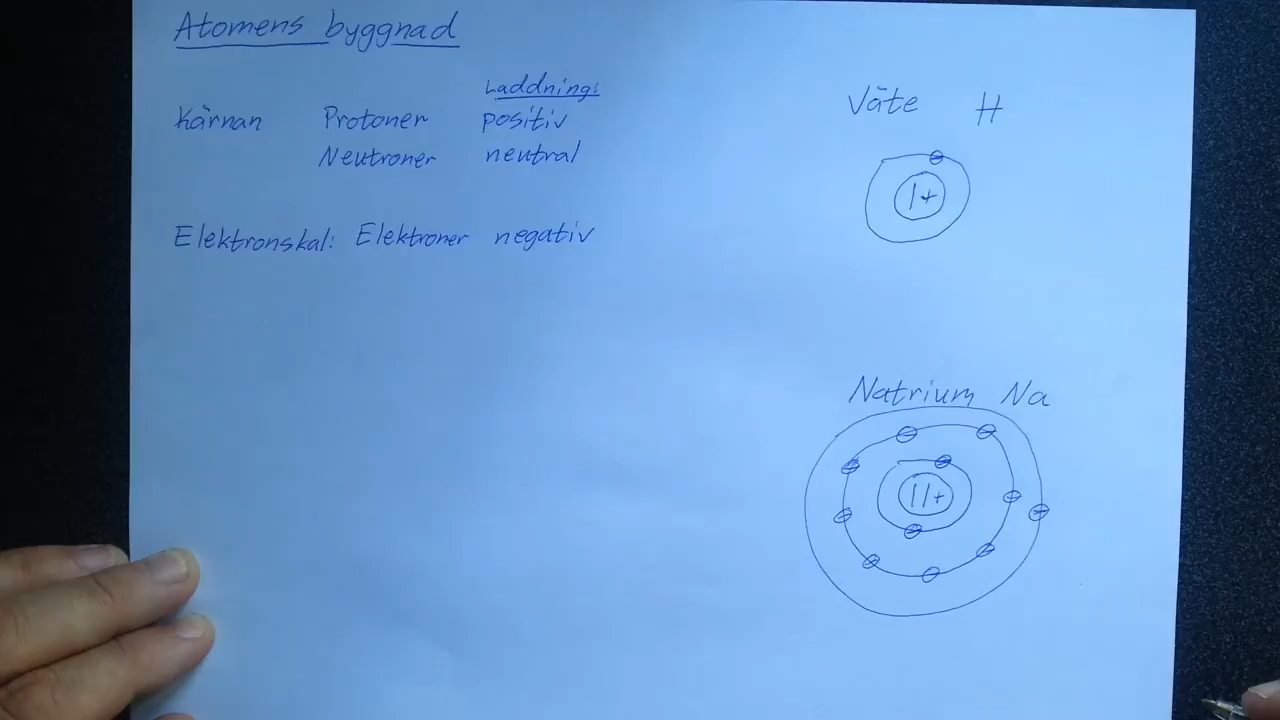 Atomens byggnad
Laddning:
Kärnan Protoner positiv
Neutroner neutral
Elektronskal: Elektroner negativ
Väte H
1+
Natrium Na
11+